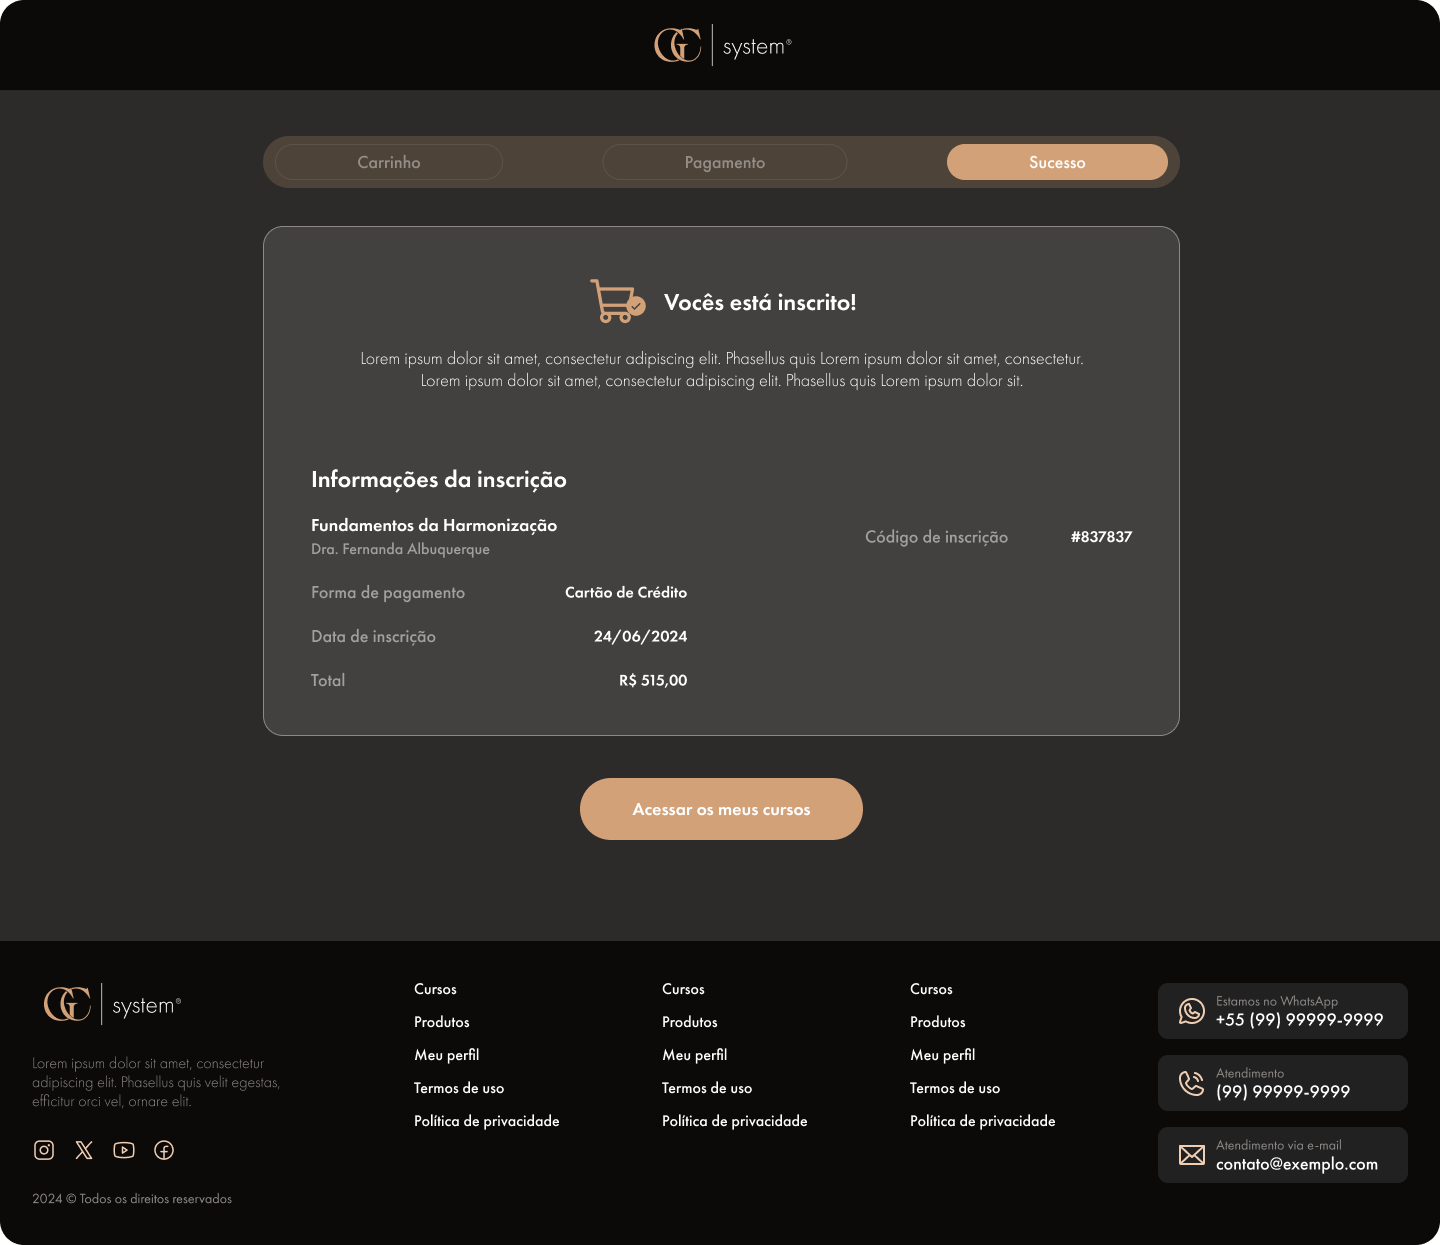 GC system®
Carrinho
Pagamento
Sucesso
Vocês está inscrito!
Lorem ipsum dolor sit amet, consectetur adipiscing elit. Phasellus quis Lorem ipsum dolor sit amet, consectetur.
Lorem ipsum dolor sit amet, consectetur adipiscing elit. Phasellus quis Lorem ipsum dolor sit.
Informações da inscrição
Fundamentos da Harmonização
Dra. Fernanda Albuquerque
Código de inscrição #837837
Forma de pagamento Cartão de Crédito
Data de inscrição 24/06/2024
Total R$ 515,00
Acessar os meus cursos
GC system®
Lorem ipsum dolor sit amet, consectetur
adipiscing elit. Phasellus quis velit egestas,
efficitur orci vel, ornare elit.
2024 © Todos os direitos reservados
Cursos
Produtos
Meu perfil
Termos de uso
Política de privacidade
Cursos
Produtos
Meu perfil
Termos de uso
Política de privacidade
Cursos
Produtos
Meu perfil
Termos de uso
Política de privacidade
Estamos no WhatsApp
+55 (99) 99999-9999
Atendimento
(99) 99999-9999
Atendimento via e-mail
contato@exemplo.com